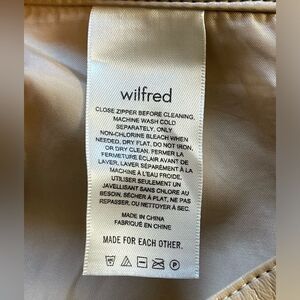 wilfred
CLOSE ZIPPER BEFORE CLEANING,
MACHINE WASH COLD
SEPARATELY, ONLY
NON-CHLORINE BLEACH WHEN
NEEDED, DRY FLAT, DO NOT IRON,
OR DRY CLEAN. FERMER LA
FERMETURE ÉCLAIR AVANT DE
LAVER, LAVER SÉPARÉMENT À LA
MACHINE À L'EAU FROIDE,
UTILISER SEULEMENT UN
JAVELLISANT SANS CHLORE AU
BESOIN, SÉCHER À PLAT, NE PAS
REPASSER, OU NETTOYER À SEC.
MADE IN CHINA
FABRIQUÉ EN CHINE
MADE FOR EACH OTHER.